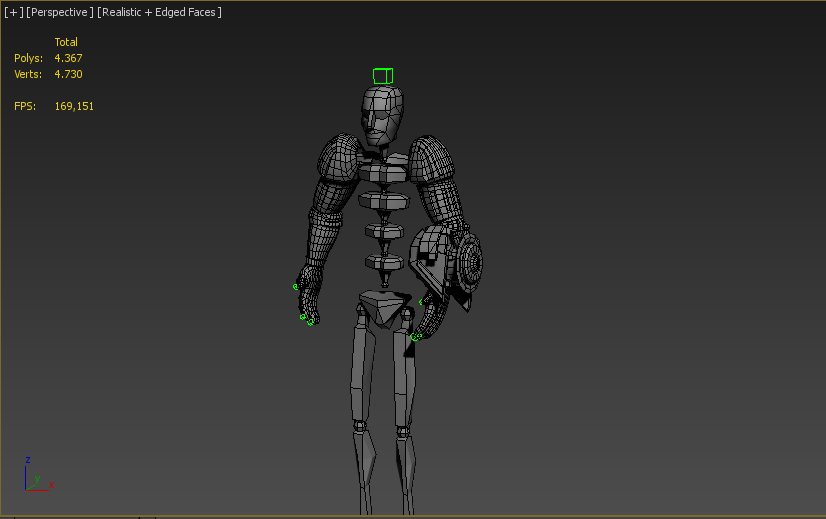 [+] [Perspective ] [Realistic + Edged Faces ]
Total
Polys: 4.367
Verts: 4.730
FPS: 169,151
z
y
x